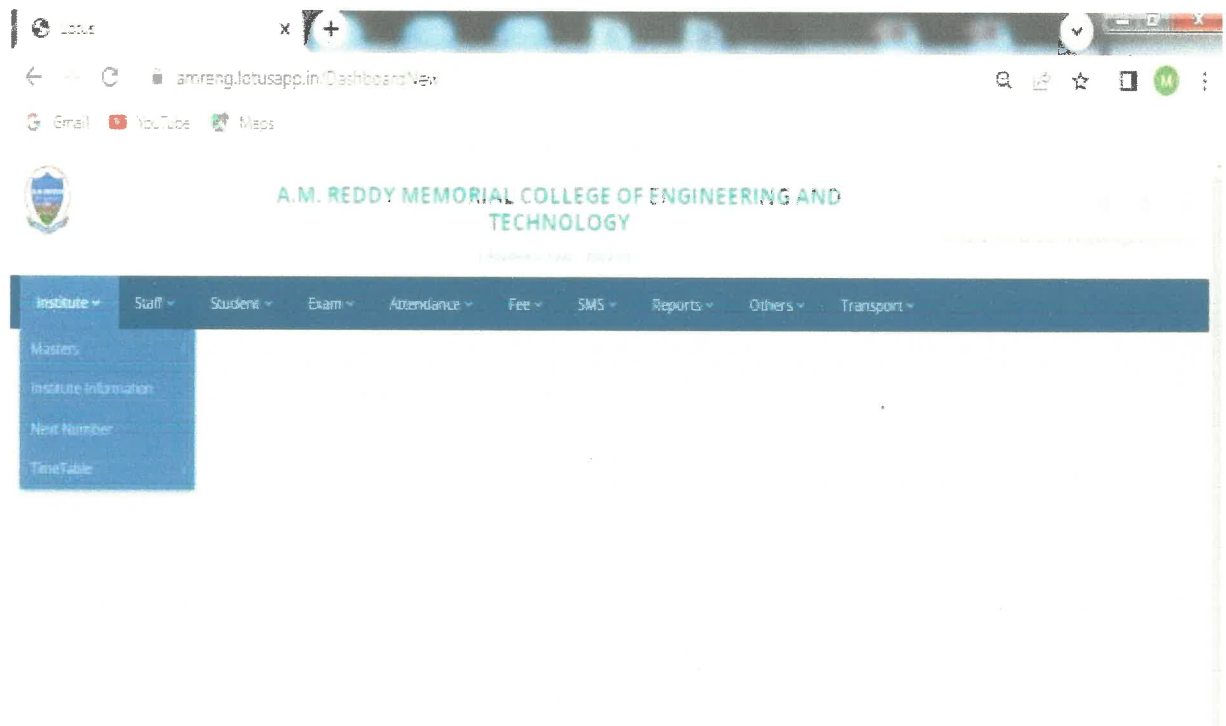 Lotus
amreng.lotusapp.in/DashboardNew
Gmail YouTube Maps
A.M. REDDY MEMORIAL COLLEGE OF ENGINEERING AND
TECHNOLOGY
Institute Staff Student Exam Attendance Fee SMS Reports Others Transport
Masters
Institute Information
Next Number
TimeTable